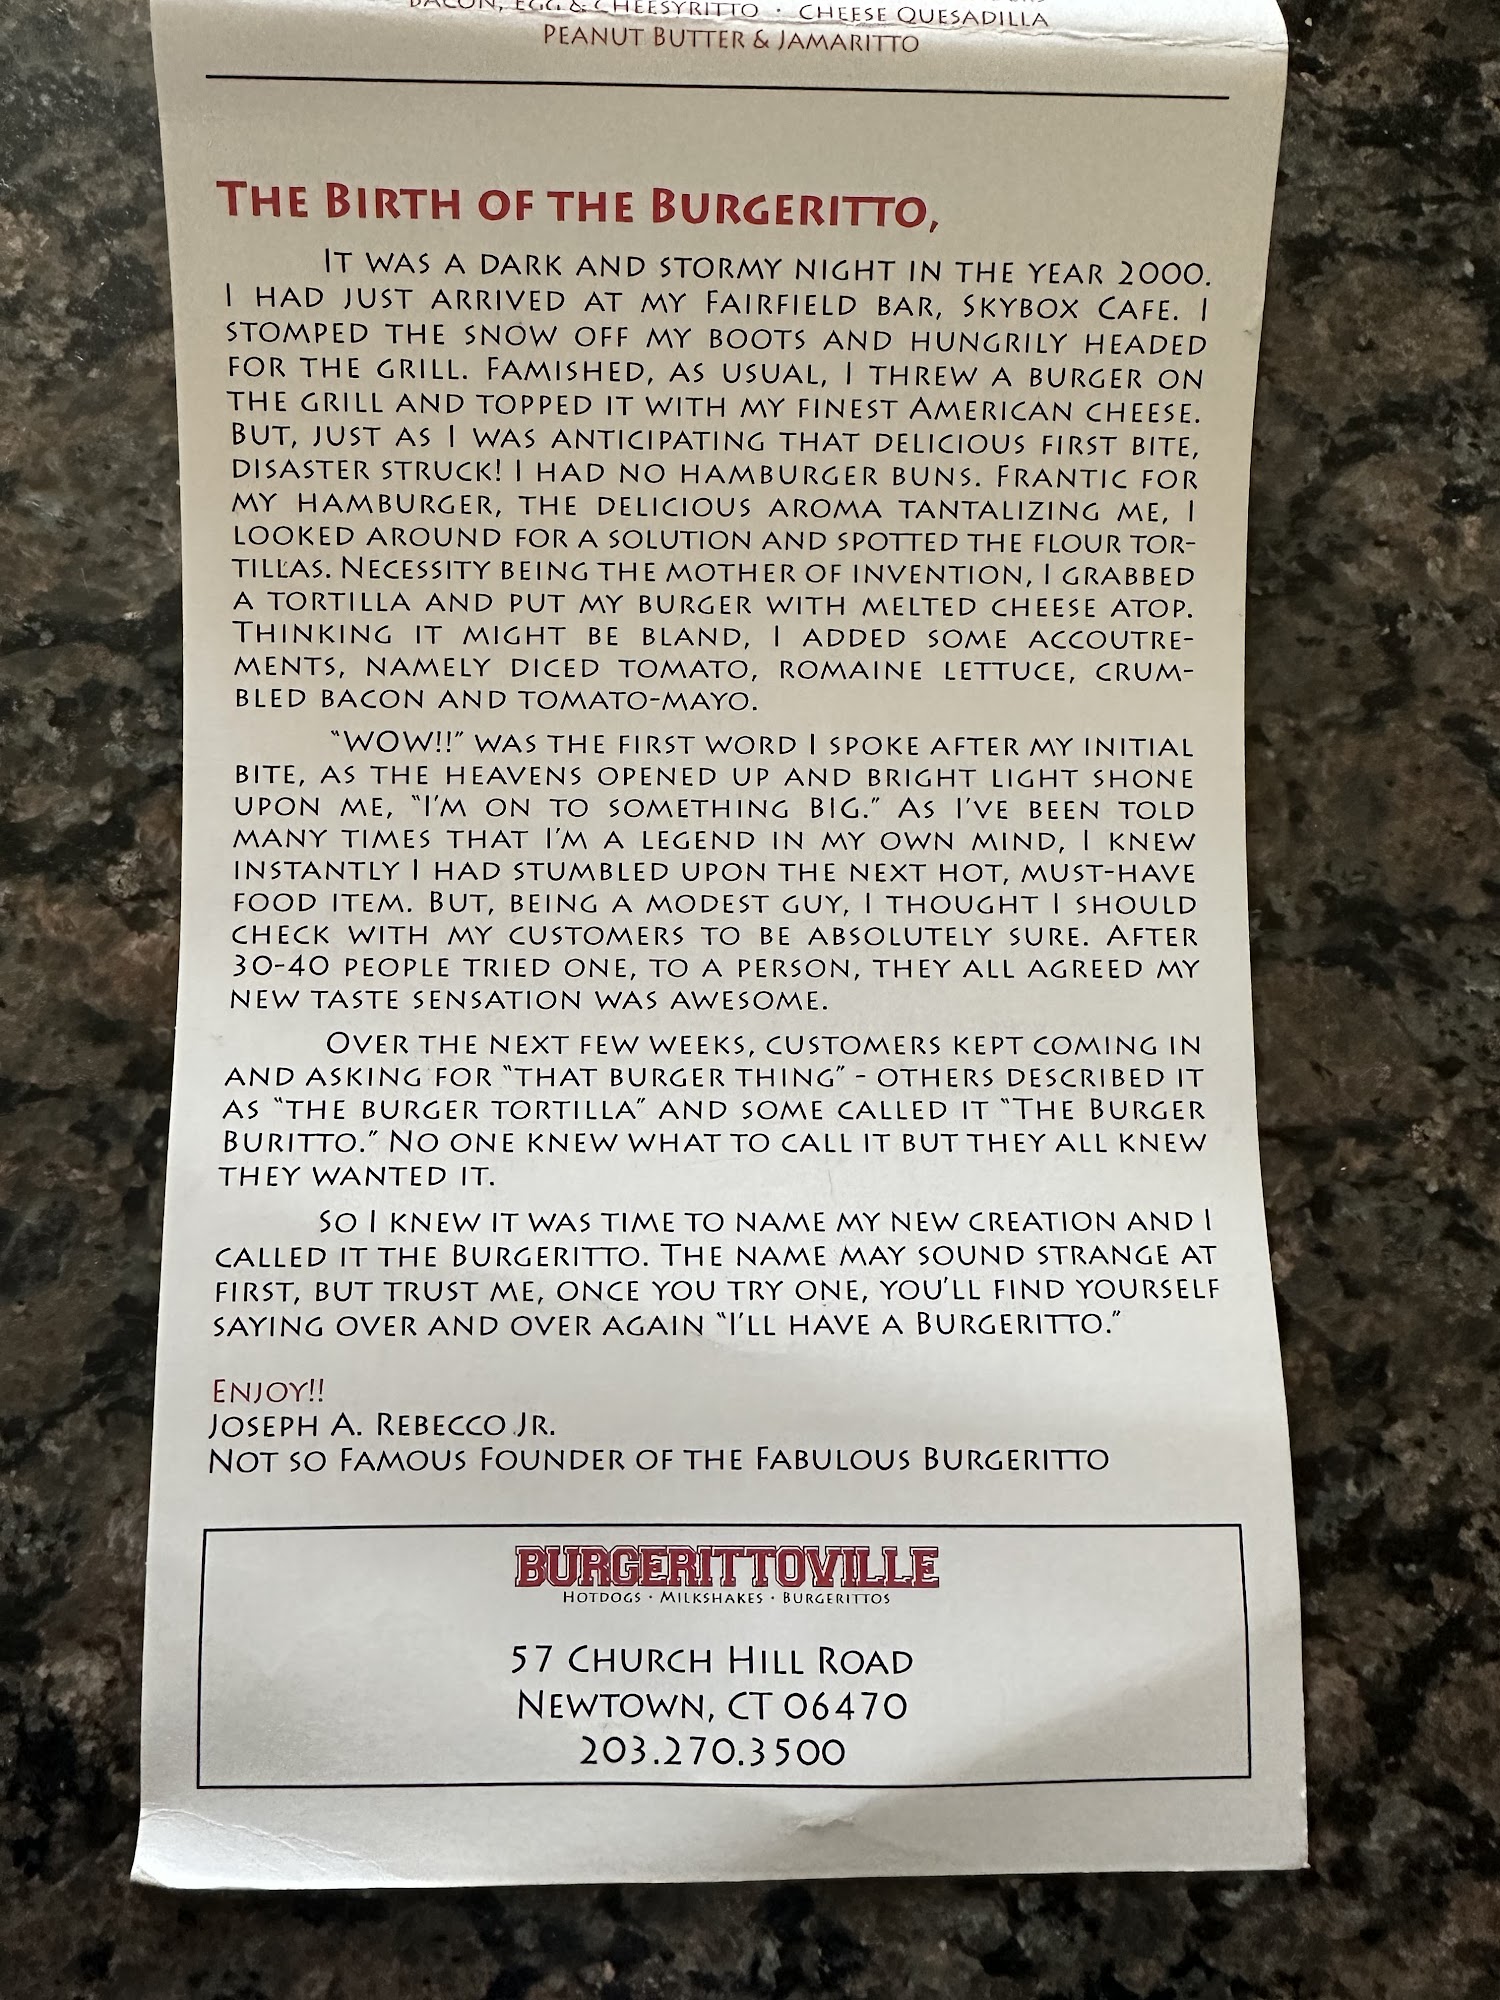 BACON, EGG & CHEESYRITTO · CHEESE QUESADILLA
PEANUT BUTTER & JAMARITTO
THE BIRTH OF THE BURGERITTO,
IT WAS A DARK AND STORMY NIGHT IN THE YEAR 2000.
I HAD JUST ARRIVED AT MY FAIRFIELD BAR, SKYBOX CAFE. I
STOMPED THE SNOW OFF MY BOOTS AND HUNGRILY HEADED
FOR THE GRILL. FAMISHED, AS USUAL, I THREW A BURGER ON
THE GRILL AND TOPPED IT WITH MY FINEST AMERICAN CHEESE.
BUT, JUST AS I WAS ANTICIPATING THAT DELICIOUS FIRST BITE,
DISASTER STRUCK! I HAD NO HAMBURGER BUNS. FRANTIC FOR
MY HAMBURGER, THE DELICIOUS AROMA TANTALIZING ME, I
LOOKED AROUND FOR A SOLUTION AND SPOTTED THE FLOUR TOR-
TILLAS. NECESSITY BEING THE MOTHER OF INVENTION, I GRABBED
A TORTILLA AND PUT MY BURGER WITH MELTED CHEESE ATOP.
THINKING IT MIGHT BE BLAND, I ADDED SOME ACCOUTRE-
MENTS, NAMELY DICED TOMATO, ROMAINE LETTUCE, CRUM-
BLED BACON AND TOMATO-MAYO.
"WOW!!" WAS THE FIRST WORD I SPOKE AFTER MY INITIAL
BITE, AS THE HEAVENS OPENED UP AND BRIGHT LIGHT SHONE
UPON ME, "I'M ON TO SOMETHING BIG." AS I'VE BEEN TOLD
MANY TIMES THAT I'M A LEGEND IN MY OWN MIND, I KNEW
INSTANTLY I HAD STUMBLED UPON THE NEXT HOT, MUST-HAVE
FOOD ITEM. BUT, BEING A MODEST GUY, I THOUGHT I SHOULD
CHECK WITH MY CUSTOMERS TO BE ABSOLUTELY SURE. AFTER
30-40 PEOPLE TRIED ONE, TO A PERSON, THEY ALL AGREED MY
NEW TASTE SENSATION WAS AWESOME.
OVER THE NEXT FEW WEEKS, CUSTOMERS KEPT COMING IN
AND ASKING FOR "THAT BURGER THING" - OTHERS DESCRIBED IT
AS "THE BURGER TORTILLA" AND SOME CALLED IT "THE BURGER
BURITTO." NO ONE KNEW WHAT TO CALL IT BUT THEY ALL KNEW
THEY WANTED IT.
SO I KNEW IT WAS TIME TO NAME MY NEW CREATION AND I
CALLED IT THE BURGERITTO. THE NAME MAY SOUND STRANGE AT
FIRST, BUT TRUST ME, ONCE YOU TRY ONE, YOU'LL FIND YOURSELF
SAYING OVER AND OVER AGAIN "I'LL HAVE A BURGERITTO."
ENJOY!!
JOSEPH A. REBECCO JR.
NOT SO FAMOUS FOUNDER OF THE FABULOUS BURGERITTO
BURGERITTOVILLE
HOTDOGS · MILKSHAKES · BURGERITTOS
57 CHURCH HILL ROAD
NEWTOWN, CT 06470
203.270.3500